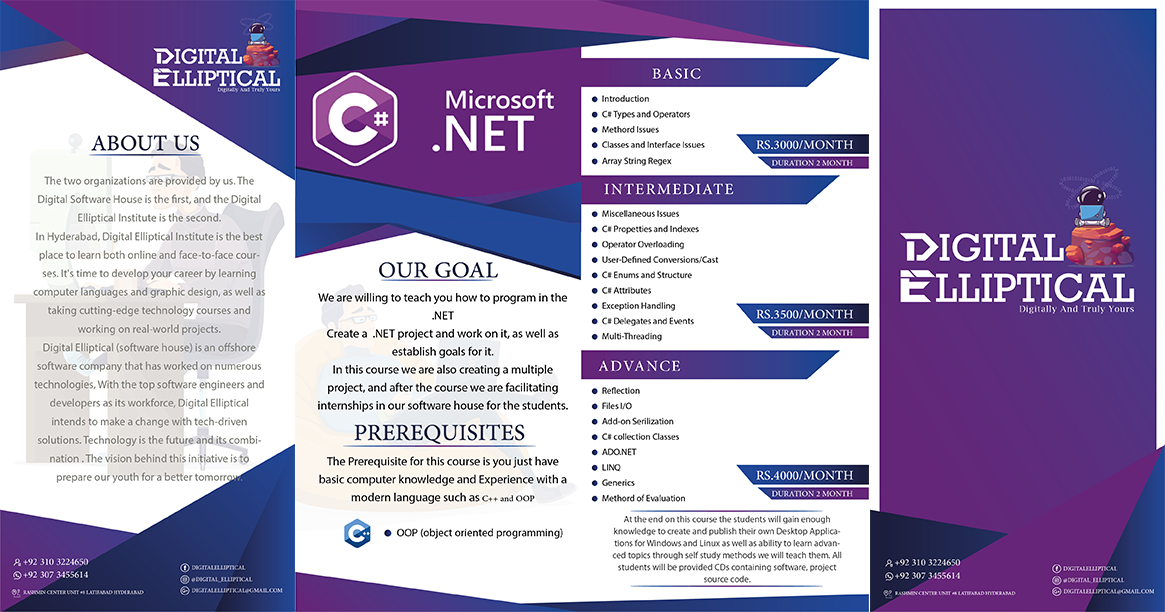 DIGITAL
ELLIPTICAL
Digitally And Truly Yours
ABOUT US
The two organizations are provided by us. The
Digital Software House is the first, and the Digital
Elliptical Institute is the second.
In Hyderabad, Digital Elliptical Institute is the best
place to learn both online and face-to-face cour-
ses. It's time to develop your career by learning
computer languages and graphic design, as well as
taking cutting-edge technology courses and
working on real-world projects.
Digital Elliptical (software house) is an offshore
software company that has worked on numerous
technologies, With the top software engineers and
developers as its workforce, Digital Elliptical
intends to make a change with tech-driven
solutions. Technology is the future and its combi-
nation . The vision behind this initiative is to
prepare our youth for a better tomorrow.
+92 310 3224650
+92 307 3455614
RASHMIN CENTER UNIT #8 LATIFABAD HYDERABAD
DIGITALELLIPTICAL
@DIGITAL_ELLIPTICAL
DIGITALELLIPTICAL@GMAIL.COM
C#
Microsoft
.NET
OUR GOAL
We are willing to teach you how to program in the
.NET
Create a .NET project and work on it, as well as
establish goals for it.
In this course we are also creating a multiple
project, and after the course we are facilitating
internships in our software house for the students.
PREREQUISITES
The Prerequisite for this course is you just have
basic computer knowledge and Experience with a
modern language such as C++ and OOP
C++
OOP (object oriented programming)
BASIC
Introduction
C# Types and Operators
Methord Issues
Classes and Interface Issues
Array String Regex
RS.3000/MONTH
DURATION 2 MONTH
INTERMEDIATE
Miscellaneous Issues
C# Propetties and Indexes
Operator Overloading
User-Defined Conversions/Cast
C# Enums and Structure
C# Attributes
Exception Handling
C# Delegates and Events
Multi-Threading
RS.3500/MONTH
DURATION 2 MONTH
ADVANCE
Reflection
Files I/O
Add-on Serilization
C# collection Classes
ADO.NET
LINQ
Generics
Methord of Evaluation
RS.4000/MONTH
DURATION 2 MONTH
At the end on this course the students will gain enough
knowledge to create and publish their own Desktop Applica-
tions for Windows and Linux as well as ability to learn advan-
ced topics through self study methods we will teach them. All
students will be provided CDs containing software, project
source code.
DIGITAL
ELLIPTICAL
Digitally And Truly Yours
+92 310 3224650
+92 307 3455614
RASHMIN CENTER UNIT #8 LATIFABAD HYDERABAD
DIGITALELLIPTICAL
@DIGITAL_ELLIPTICAL
DIGITALELLIPTICAL@GMAIL.COM